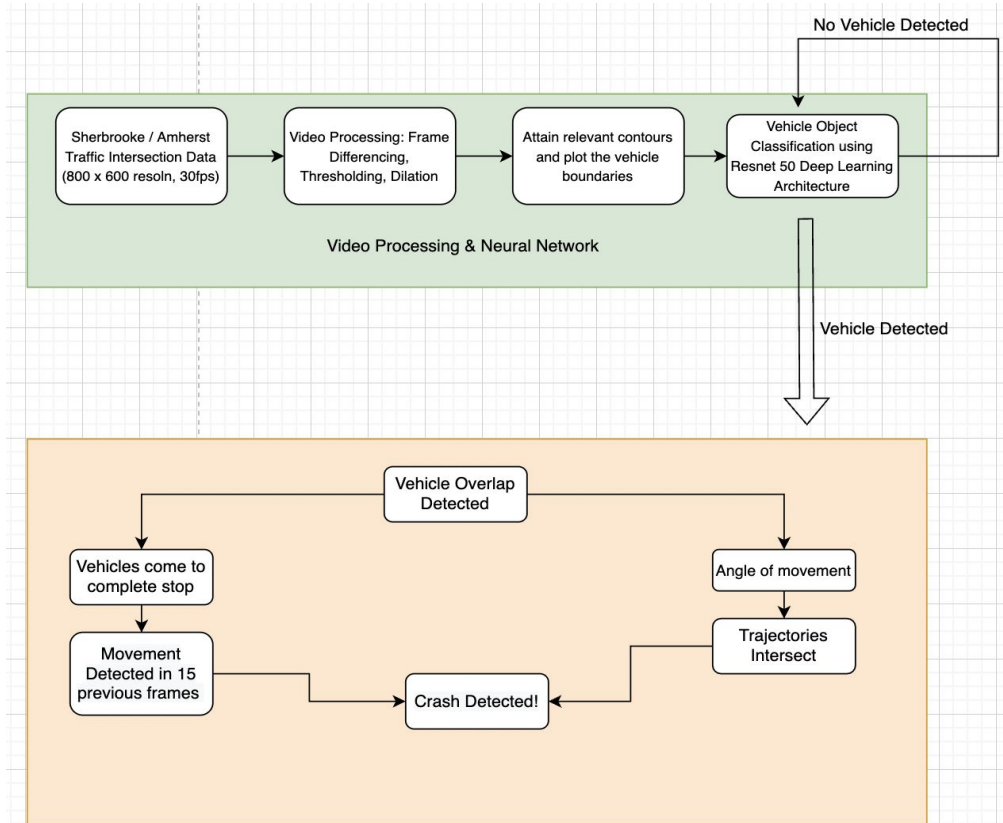 No Vehicle Detected
Sherbrooke / Amherst
Traffic Intersection Data
(800 x 600 resoln, 30fps)
Video Processing: Frame
Differencing,
Thresholding, Dilation
Attain relevant contours
and plot the vehicle
boundaries
Vehicle Object
Classification using
Resnet 50 Deep Learning
Architecture
Video Processing & Neural Network
Vehicle Detected
Vehicle Overlap
Detected
Vehicles come to
complete stop
Angle of movement
Movement
Detected in 15
previous frames
Trajectories
Intersect
Crash Detected!